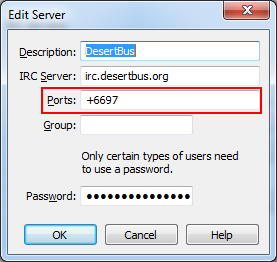 Edit Server
Description: DesertBus
IRC Server: irc.desertbus.org
Ports: +6697
Group:
Only certain types of users need
to use a password.
Password: ●●●●●●●●●●●●●●●
OK Cancel Help